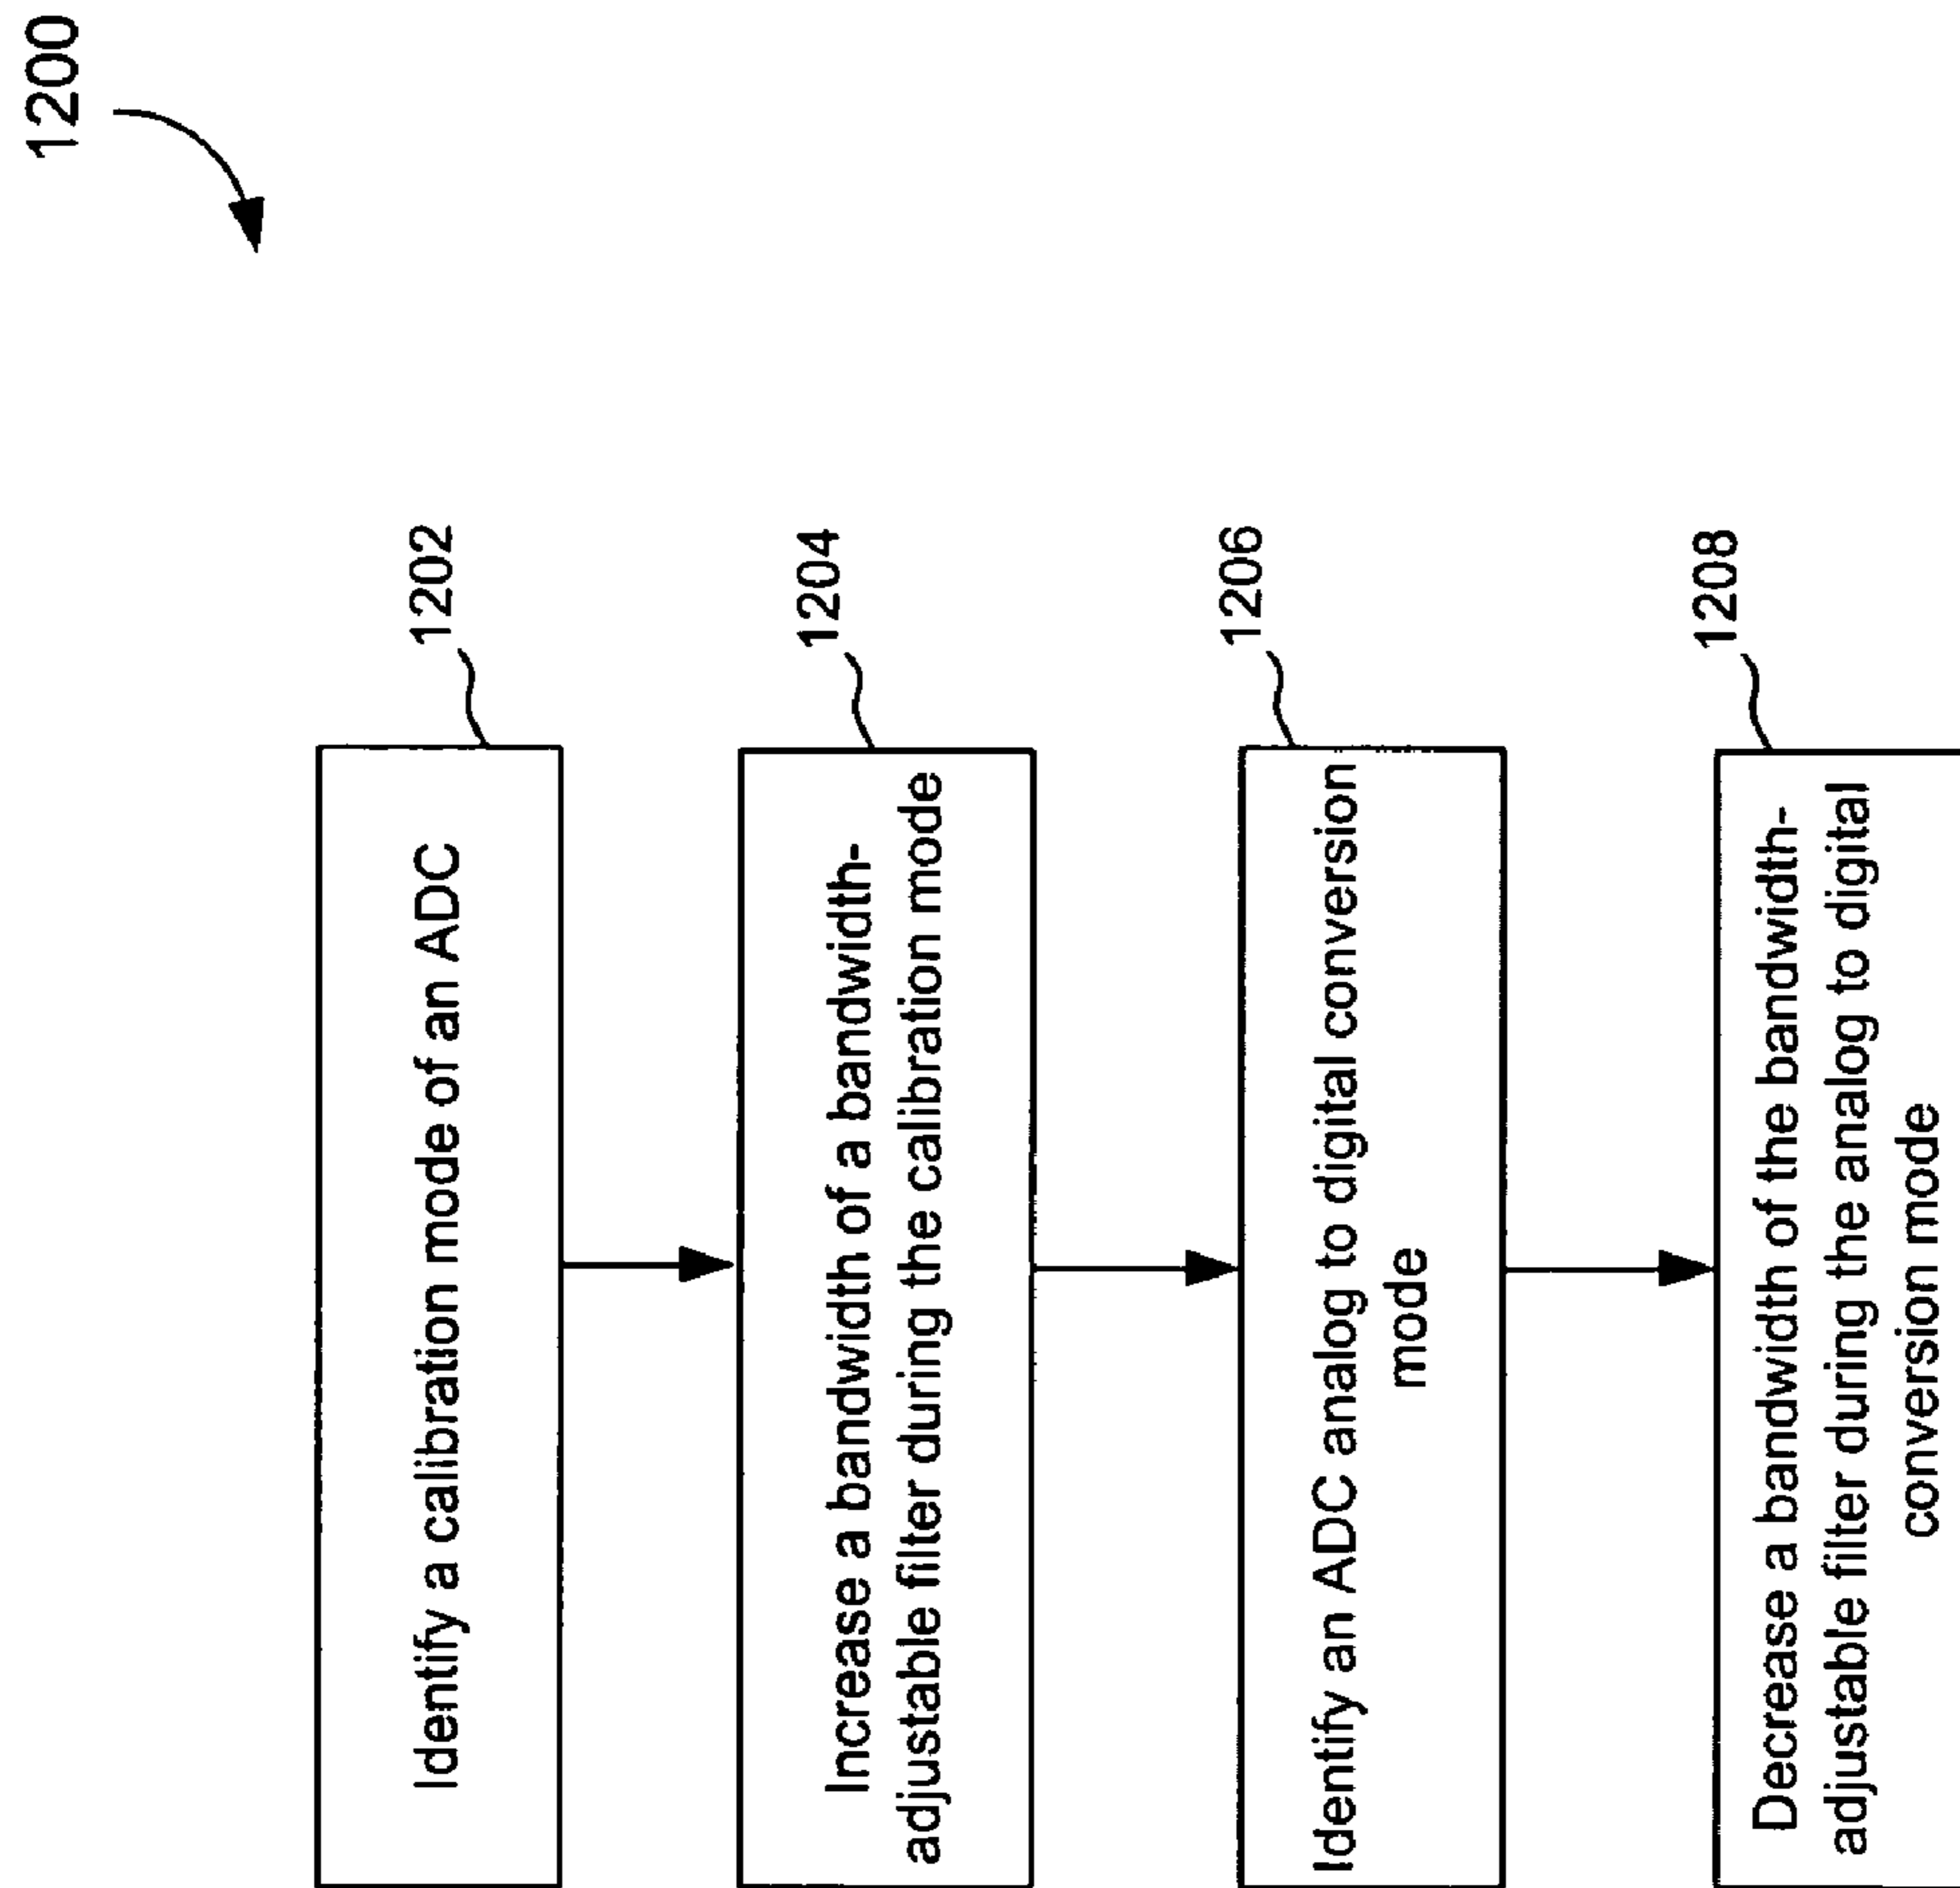 1200
1202
Identify a calibration mode of an ADC
1204
Increase a bandwidth of a bandwidth-
adjustable filter during the calibration mode
1206
Identify an ADC analog to digital conversion
mode
1208
Decrease a bandwidth of the bandwidth-
adjustable filter during the analog to digital
conversion mode